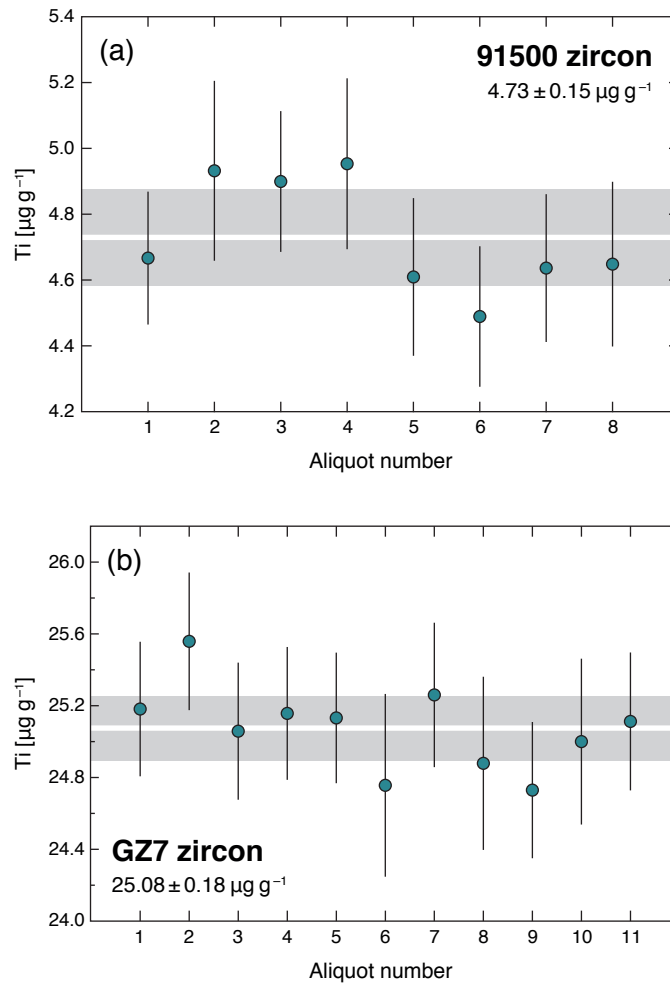 (a)
91500 zircon
4.73 ± 0.15 µg g⁻¹
Ti [µg g⁻¹]
5.4
5.2
5.0
4.8
4.6
4.4
4.2
1 2 3 4 5 6 7 8
Aliquot number
(b)
Ti [µg g⁻¹]
26.0
25.6
25.2
24.8
24.4
24.0
GZ7 zircon
25.08 ± 0.18 µg g⁻¹
1 2 3 4 5 6 7 8 9 10 11
Aliquot number